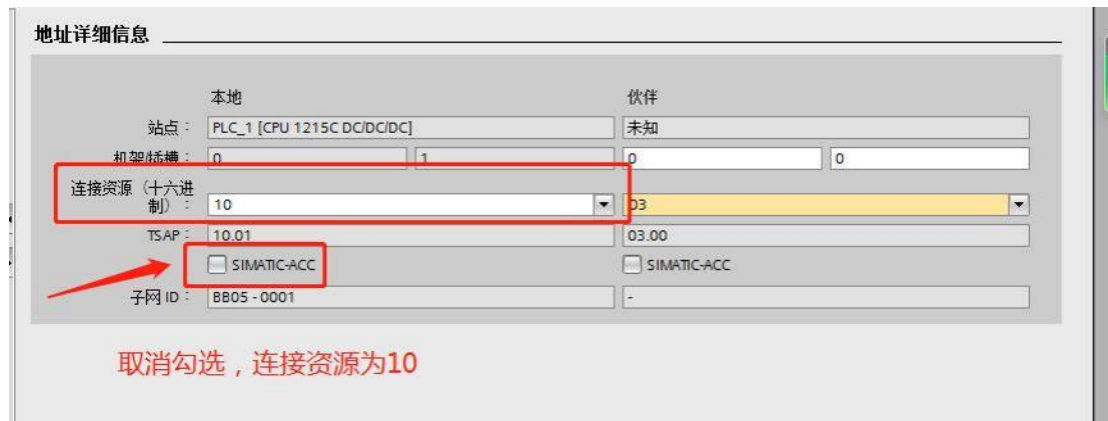 地址详细信息
本地 伙伴
站点： PLC_1 [CPU 1215C DC/DC/DC] 未知
机架/插槽： 0 1 0 0
连接资源（十六进
制）： 10 03
TSAP： 10.01 03.00
SIMATIC-ACC SIMATIC-ACC
子网 ID： BB05 - 0001 -
取消勾选，连接资源为10